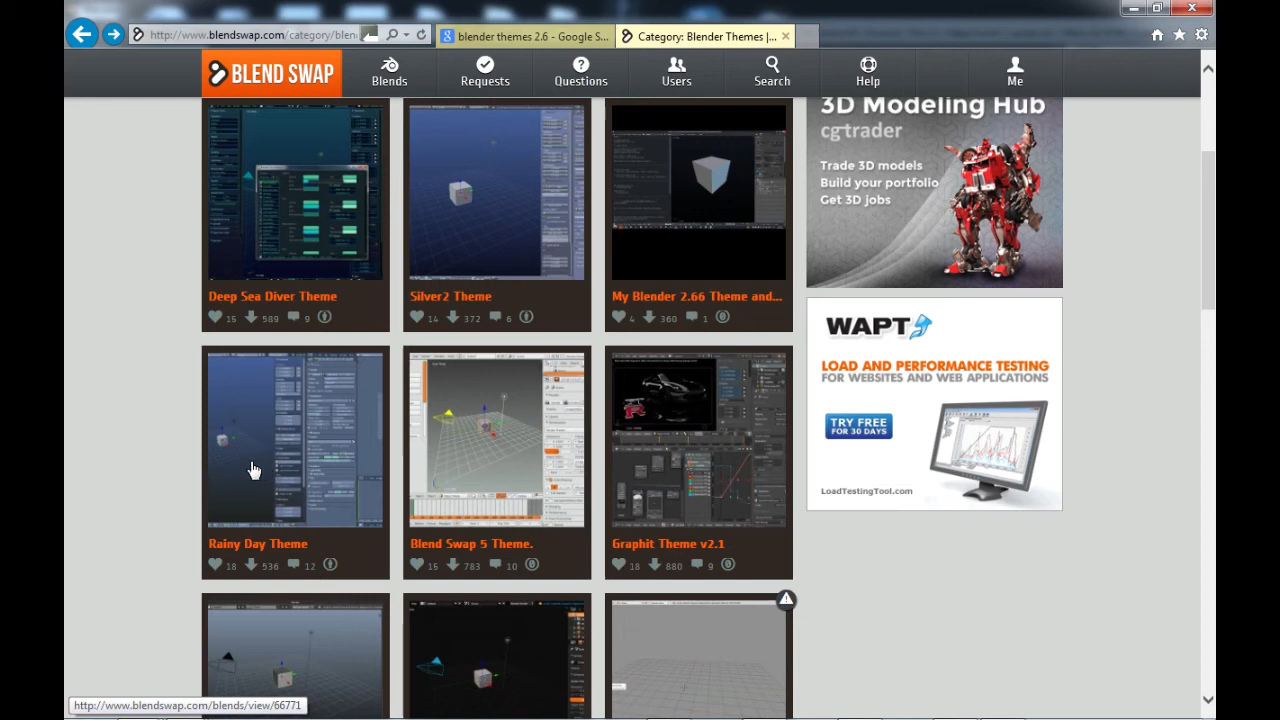 http://www.blendswap.com/category/blen
blender themes 2.6 - Google S...
Category: Blender Themes |...
BLEND SWAP
Blends
Requests
Questions
Users
Search
Help
Me
3D Modeling Hub
cgtrader
Trade 3D models
Build your portfolio
Get 3D jobs
Deep Sea Diver Theme
15 589 9
Silver2 Theme
14 372 6
My Blender 2.66 Theme and...
4 360 1
WAPT
LOAD AND PERFORMANCE TESTING
FOR WEBSITES AND WEB APPLICATIONS
TRY FREE
FOR 30 DAYS
LoadTestingTool.com
Rainy Day Theme
18 536 12
Blend Swap 5 Theme.
15 783 10
Graphit Theme v2.1
18 880 9
http://www.blendswap.com/blends/view/66771